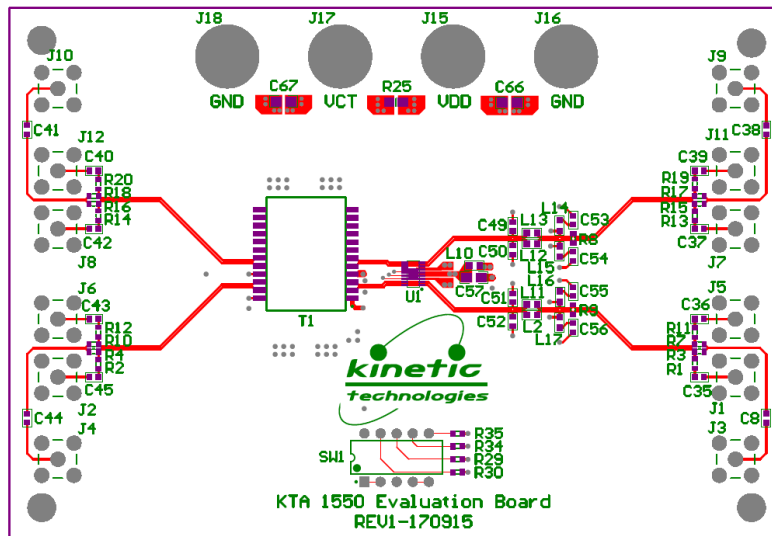 J18 J17 J15 J16
J10 J9
C67 R25 C66
GND VCT VDD GND
C41 C38
J12 J11
C40 C39
R20 R19
R18 R17
R16 R15
R14 R13
C42 C37
J8 J7
C49 L13 L14 C53
R8
C50 L12 L15 C54
L10
U1 C57
L16
C51 L11 C55
R9
C52 L2 L17 C56
T1
J6 J5
C43 C36
R12 R11
R10 R7
R4 R3
R2 R1
C45 C35
J2 J1
C44 C8
J4 J3
kinetic
technologies
SW1
R35
R34
R29
R30
KTA 1550 Evaluation Board
REV1-170915